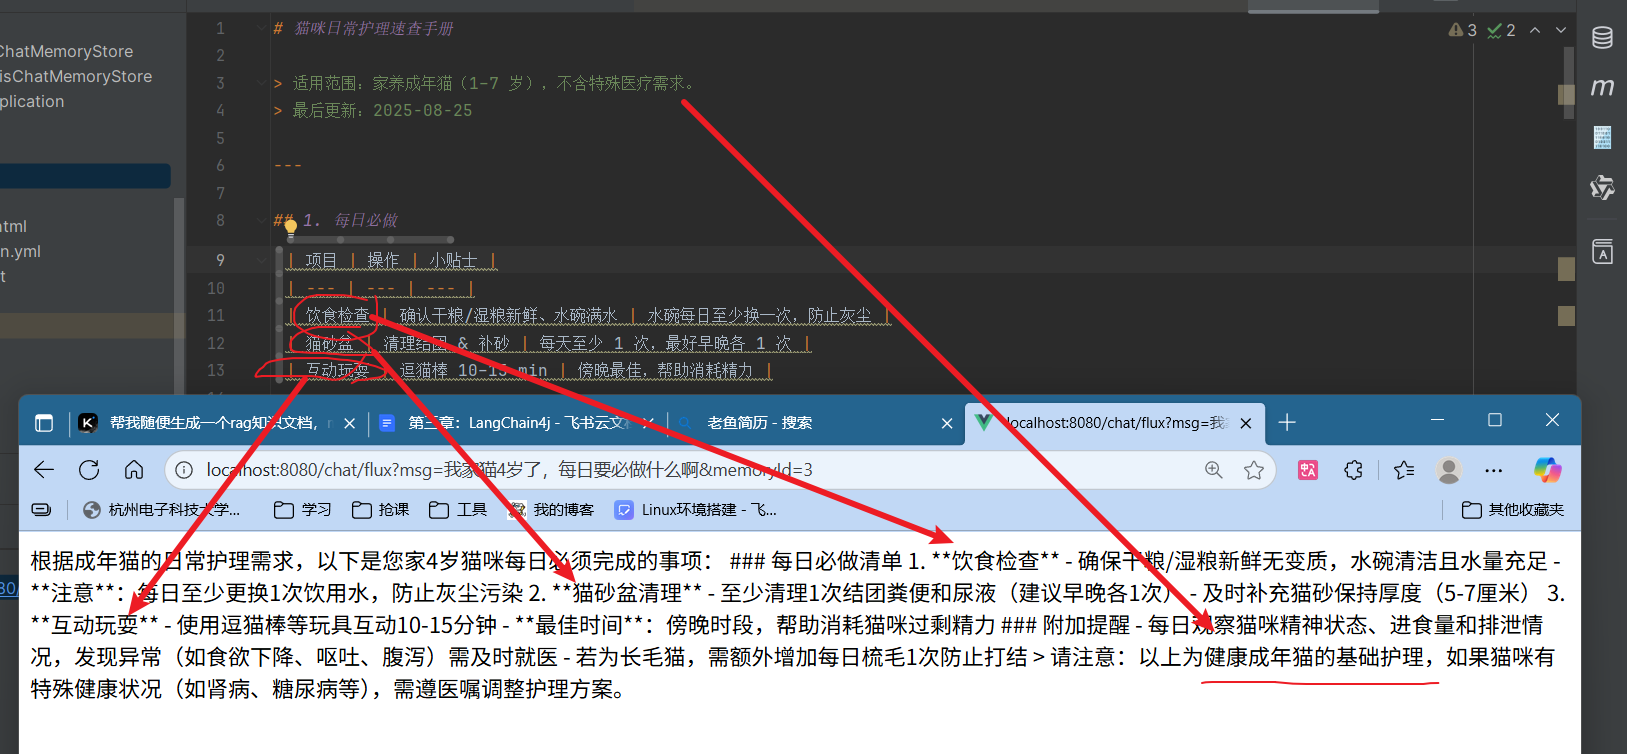 ChatMemoryStore
isChatMemoryStore
plication
html
n.yml
t
1 # 猫咪日常护理速查手册
2
3 > 适用范围：家养成年猫（1-7 岁），不含特殊医疗需求。
4 > 最后更新：2025-08-25
5
6 ---
7
8 ## 1. 每日必做
9 | 项目 | 操作 | 小贴士 |
10 | --- | --- | --- |
11 | 饮食检查 | 确认干粮/湿粮新鲜、水碗满水 | 水碗每日至少换一次，防止灰尘 |
12 | 猫砂盆 | 清理结团 & 补砂 | 每天至少 1 次，最好早晚各 1 次 |
13 | 互动玩耍 | 逗猫棒 10-15 min | 傍晚最佳，帮助消耗精力 |
3 2
m
A
80/
K 帮我随便生成一个rag知识文档，
第三章：LangChain4j - 飞书云文
老鱼简历 - 搜索
localhost:8080/chat/flux?msg=我
localhost:8080/chat/flux?msg=我家猫4岁了，每日要必做什么啊&memoryId=3
杭州电子科技大学... 学习 抢课 工具 我的博客 Linux环境搭建 - 飞... 其他收藏夹
根据成年猫的日常护理需求，以下是您家4岁猫咪每日必须完成的事项： ### 每日必做清单 1. **饮食检查** - 确保干粮/湿粮新鲜无变质，水碗清洁且水量充足 -
**注意**：每日至少更换1次饮用水，防止灰尘污染 2. **猫砂盆清理** - 至少清理1次结团粪便和尿液（建议早晚各1次） - 及时补充猫砂保持厚度（5-7厘米） 3.
**互动玩耍** - 使用逗猫棒等玩具互动10-15分钟 - **最佳时间**：傍晚时段，帮助消耗猫咪过剩精力 ### 附加提醒 - 每日观察猫咪精神状态、进食量和排泄情
况，发现异常（如食欲下降、呕吐、腹泻）需及时就医 - 若为长毛猫，需额外增加每日梳毛1次防止打结 > 请注意：以上为健康成年猫的基础护理，如果猫咪有
特殊健康状况（如肾病、糖尿病等），需遵医嘱调整护理方案。